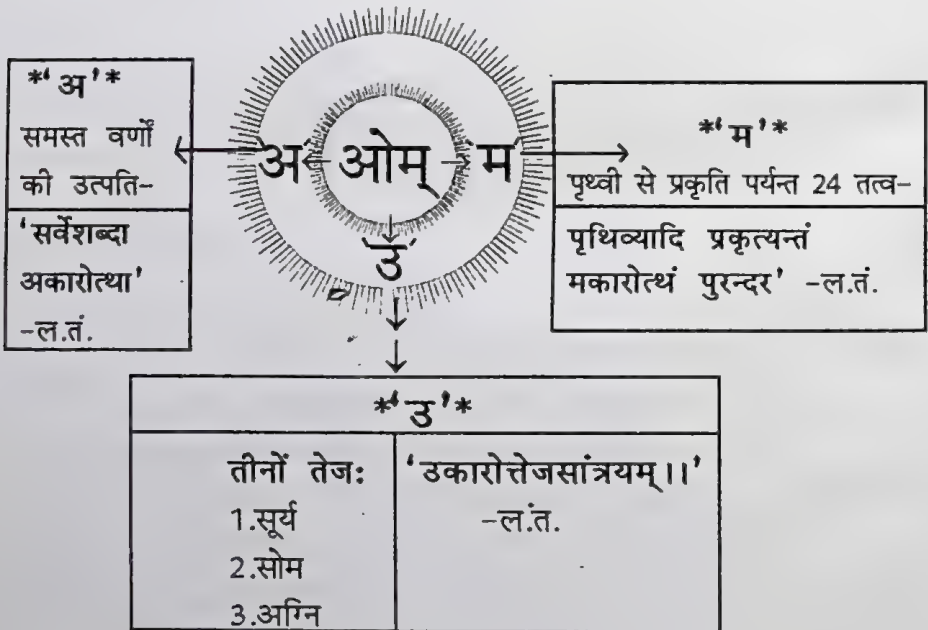 *'अ'*
समस्त वर्णों
की उत्पति-
'सर्वेशब्दा
अकारोत्था'
-ल.तं.
अ ओम् म
उ
*'म'*
पृथ्वी से प्रकृति पर्यन्त 24 तत्व-
पृथिव्यादि प्रकृत्यन्तं
मकारोत्थं पुरन्दर' -ल.तं.
*'उ'*
तीनों तेज:
1.सूर्य
2.सोम
3.अग्नि
'उकारोत्तेजसांत्रयम्।।'
-ल.ंत.